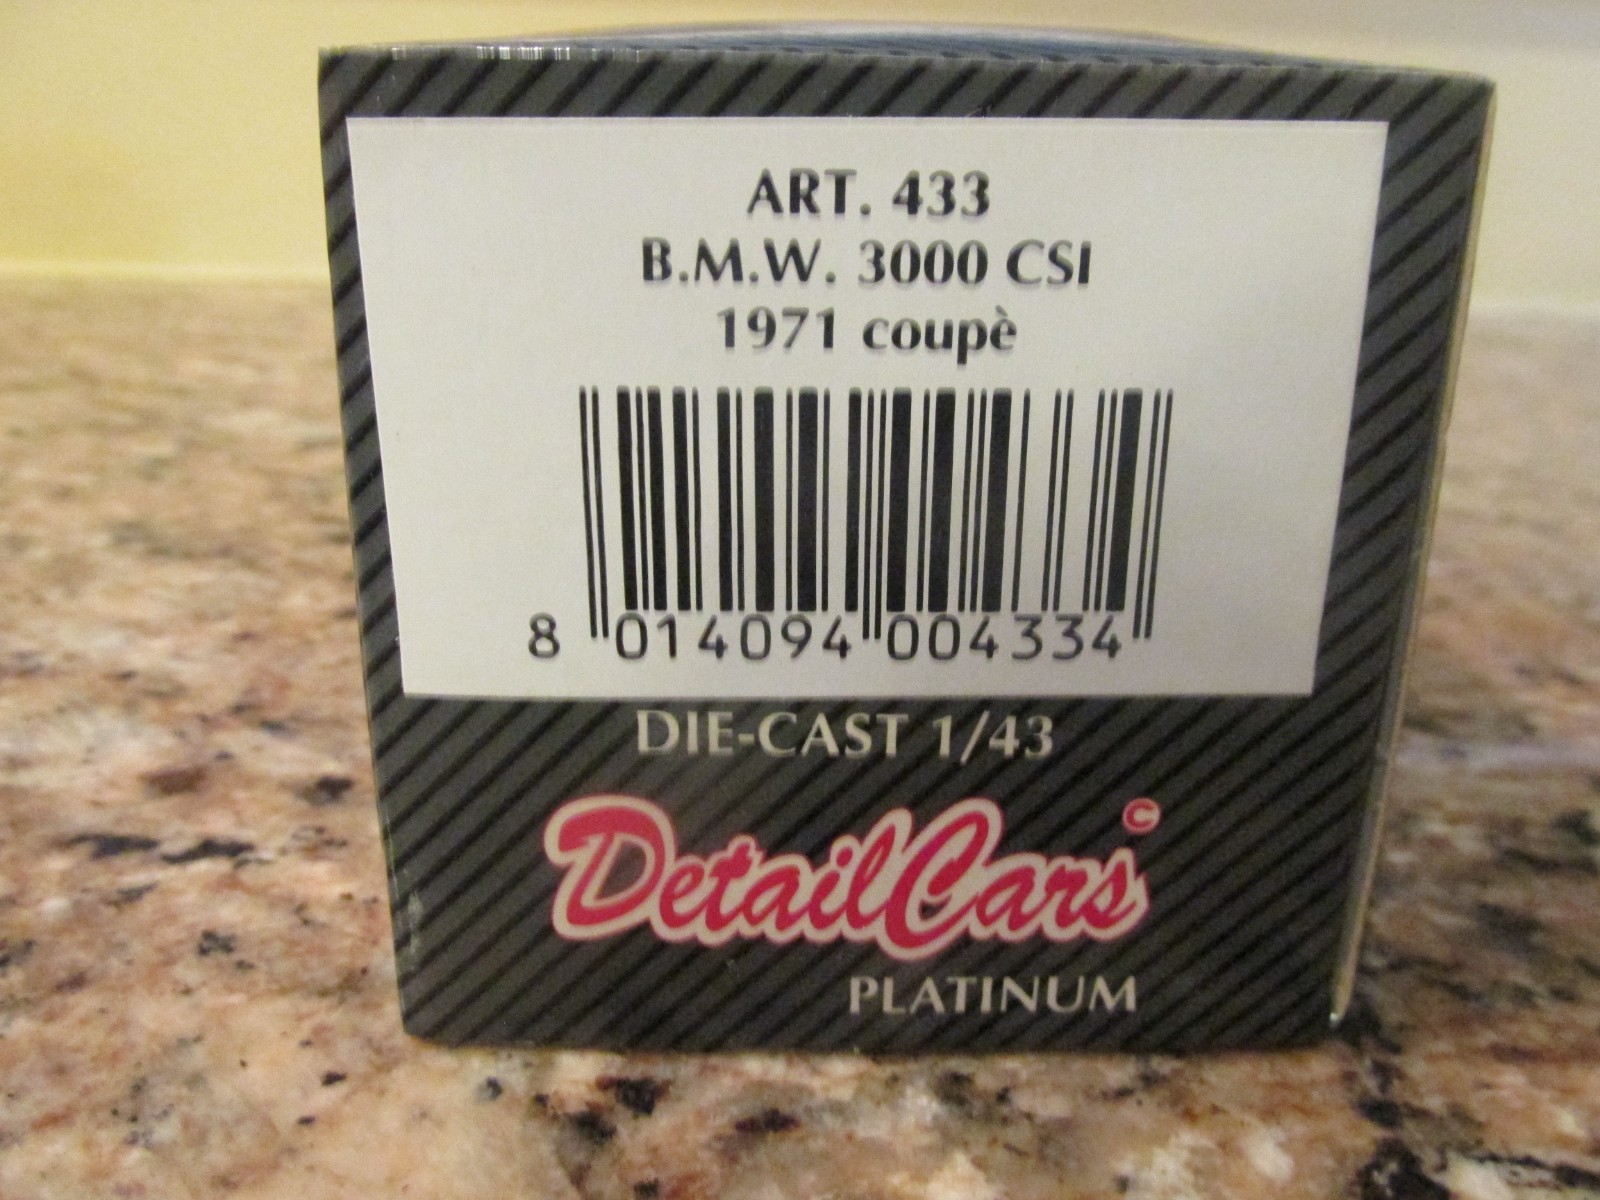 ART. 433
B.M.W. 3000 CSI
1971 coupè
8 014094 004334
DIE-CAST 1/43
DetailCars ©
PLATINUM